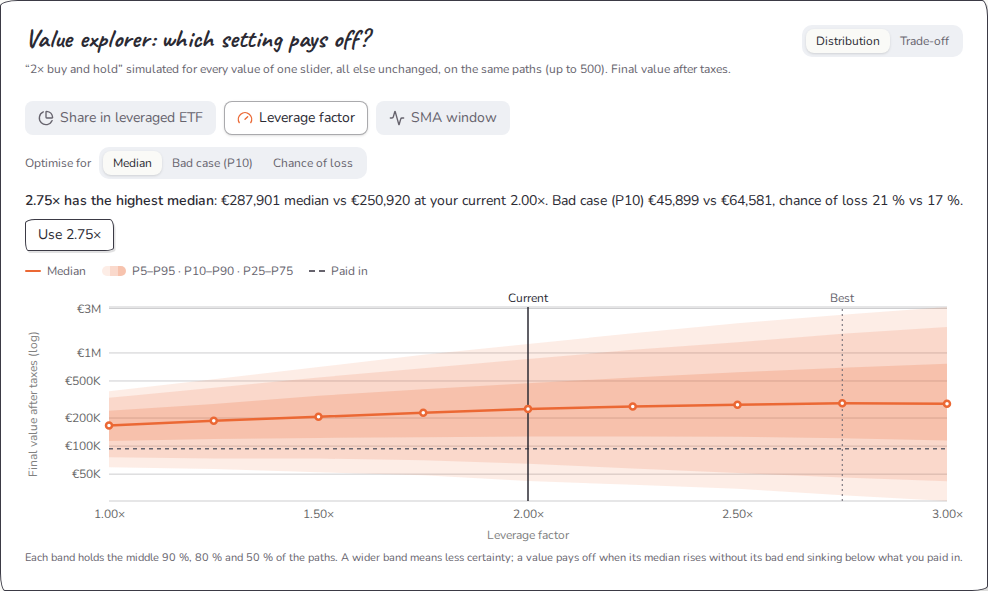 Value explorer: which setting pays off?
Distribution
Trade-off
“2× buy and hold” simulated for every value of one slider, all else unchanged, on the same paths (up to 500). Final value after taxes.
Share in leveraged ETF
Leverage factor
SMA window
Optimise for
Median
Bad case (P10)
Chance of loss
2.75× has the highest median: €287,901 median vs €250,920 at your current 2.00×. Bad case (P10) €45,899 vs €64,581, chance of loss 21 % vs 17 %.
Use 2.75×
Median
P5–P95 · P10–P90 · P25–P75
Paid in
Current
Best
Final value after taxes (log)
€3M
€1M
€500K
€200K
€100K
€50K
1.00×
1.50×
2.00×
2.50×
3.00×
Leverage factor
Each band holds the middle 90 %, 80 % and 50 % of the paths. A wider band means less certainty; a value pays off when its median rises without its bad end sinking below what you paid in.